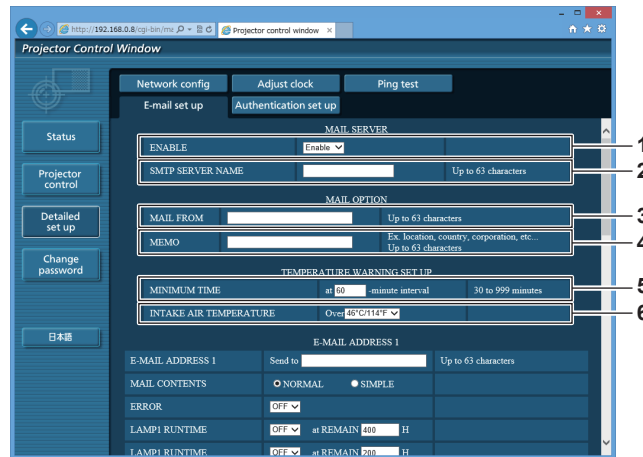 http://192.168.0.8/cgi-bin/mc
Projector control window
Projector Control Window
Network config
Adjust clock
Ping test
E-mail set up
Authentication set up
Status
Projector control
Detailed set up
Change password
日本語
MAIL SERVER
ENABLE Enable 1
SMTP SERVER NAME Up to 63 characters 2
MAIL OPTION
MAIL FROM Up to 63 characters 3
MEMO Ex. location, country, corporation, etc... 4
Up to 63 characters
TEMPERATURE WARNING SET UP
MINIMUM TIME at 60 -minute interval 30 to 999 minutes 5
INTAKE AIR TEMPERATURE Over 46°C/114°F 6
E-MAIL ADDRESS 1
E-MAIL ADDRESS 1 Send to Up to 63 characters
MAIL CONTENTS NORMAL SIMPLE
ERROR OFF
LAMP1 RUNTIME OFF at REMAIN 400 H
LAMP1 RUNTIME OFF at REMAIN 200 H